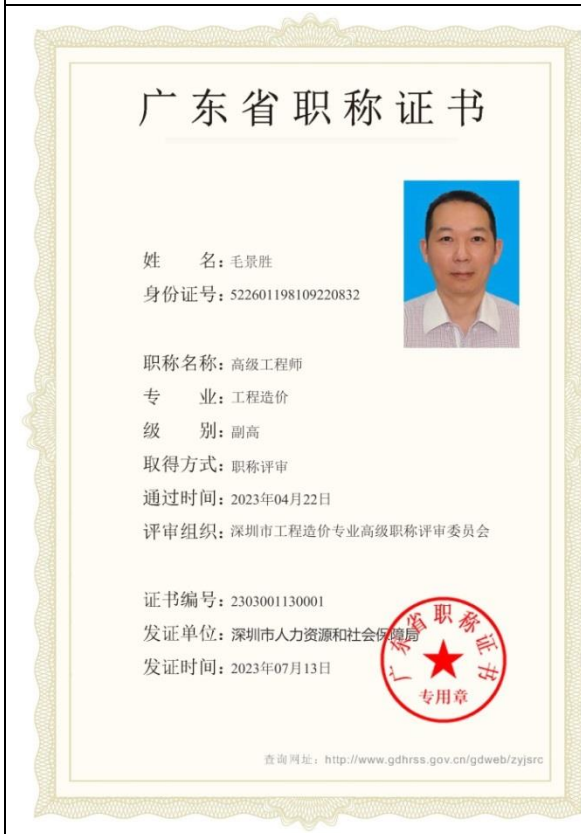 广东省职称证书
姓 名：毛景胜
身份证号：522601198109220832
职称名称：高级工程师
专 业：工程造价
级 别：副高
取得方式：职称评审
通过时间：2023年04月22日
评审组织：深圳市工程造价专业高级职称评审委员会
证书编号：2303001130001
发证单位：深圳市人力资源和社会保障局
发证时间：2023年07月13日
广东省职称证书
专用章
查询网址：http://www.gdhrss.gov.cn/gdweb/zyjsrc